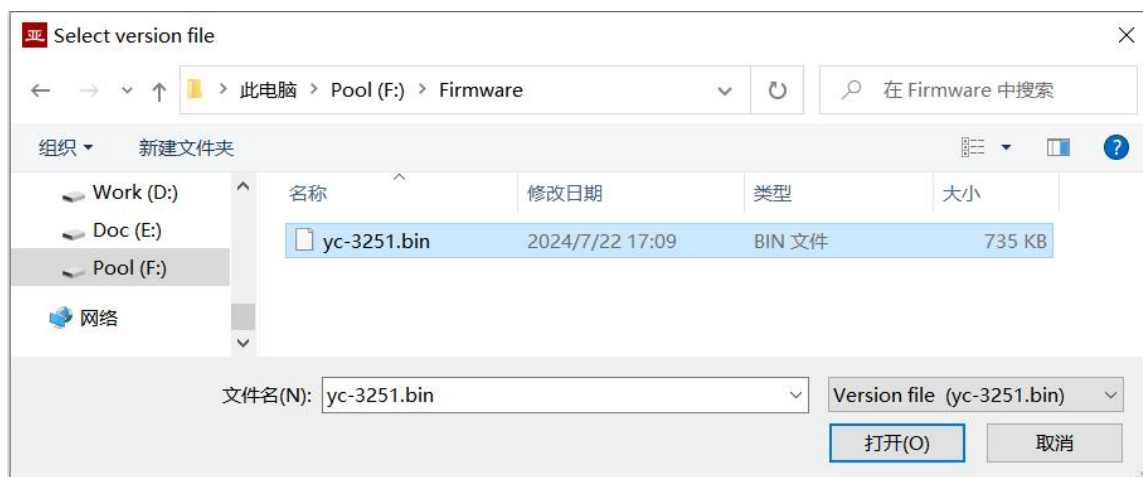 亚 Select version file
此电脑 > Pool (F:) > Firmware
在 Firmware 中搜索
组织 新建文件夹
?
Work (D:)
Doc (E:)
Pool (F:)
网络
名称 修改日期 类型 大小
yc-3251.bin 2024/7/22 17:09 BIN 文件 735 KB
文件名(N): yc-3251.bin Version file (yc-3251.bin)
打开(O) 取消